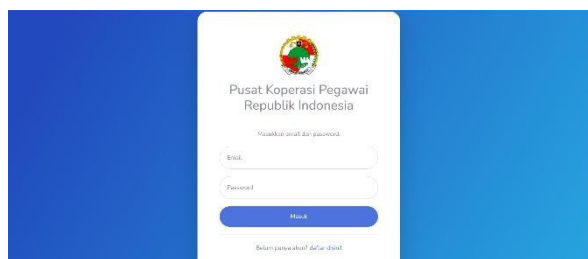 Pusat Koperasi Pegawai
Republik Indonesia
Masukkan email dan password
Email
Password
Masuk
Belum punya akun? daftar disini!